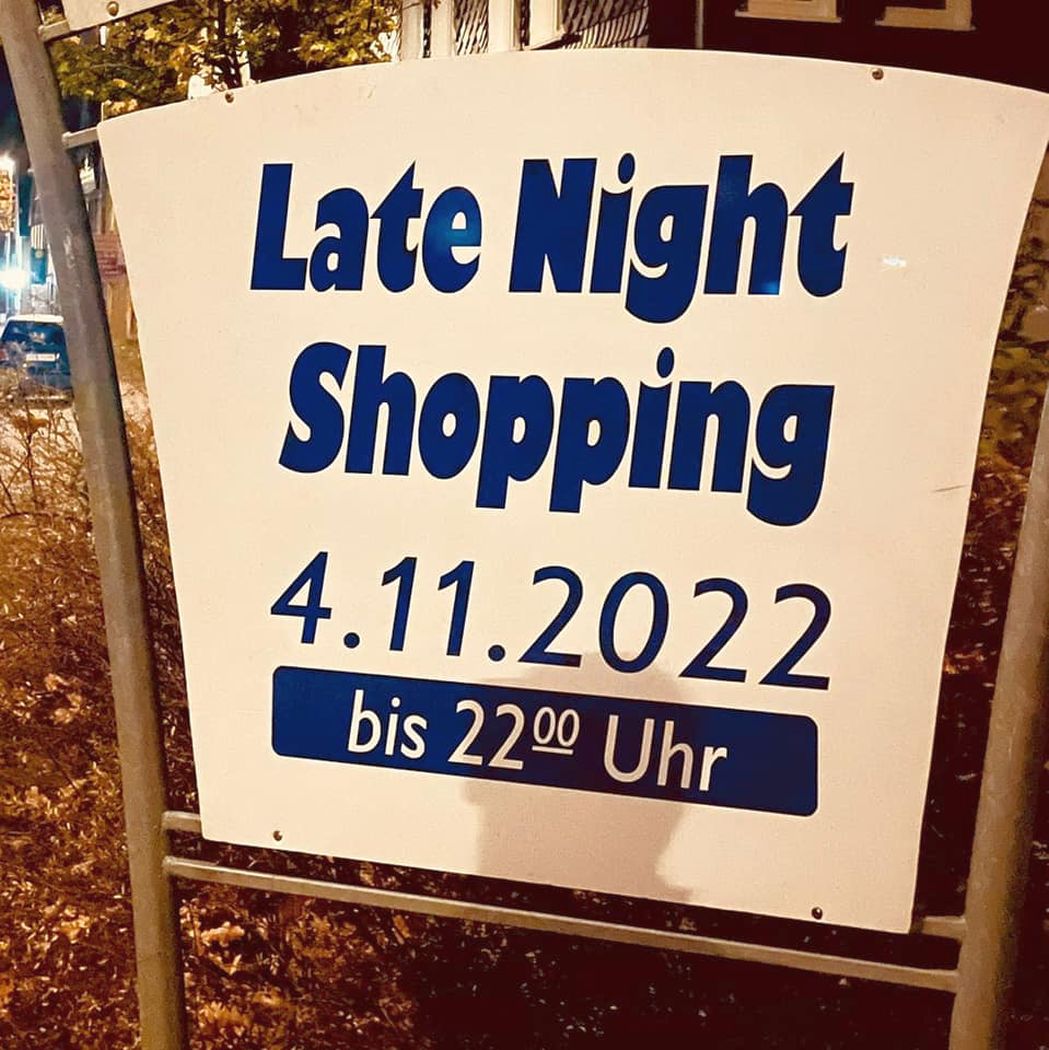 Late Night
Shopping
4.11.2022
bis 22⁰⁰ Uhr